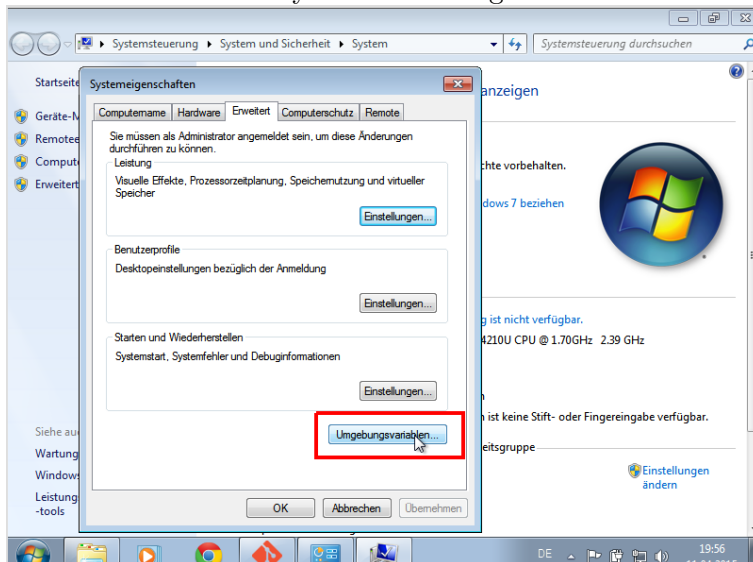 Systemsteuerung ▸ System und Sicherheit ▸ System
Systemsteuerung durchsuchen
Startseite
Systemeigenschaften
anzeigen
Computername Hardware Erweitert Computerschutz Remote
Geräte-M
Remotee
Compute
Erweitert
Sie müssen als Administrator angemeldet sein, um diese Änderungen
durchführen zu können.
Leistung
Visuelle Effekte, Prozessorzeitplanung, Speichernutzung und virtueller
Speicher
Einstellungen...
chte vorbehalten.
dows 7 beziehen
Benutzerprofile
Desktopeinstellungen bezüglich der Anmeldung
Einstellungen...
g ist nicht verfügbar.
4210U CPU @ 1.70GHz 2.39 GHz
Starten und Wiederherstellen
Systemstart, Systemfehler und Debuginformationen
Einstellungen...
n ist keine Stift- oder Fingereingabe verfügbar.
Umgebungsvariablen...
eitsgruppe
Einstellungen
ändern
Siehe auc
Wartung
Window
Leistung
-tools
OK Abbrechen Übernehmen
DE 19:56